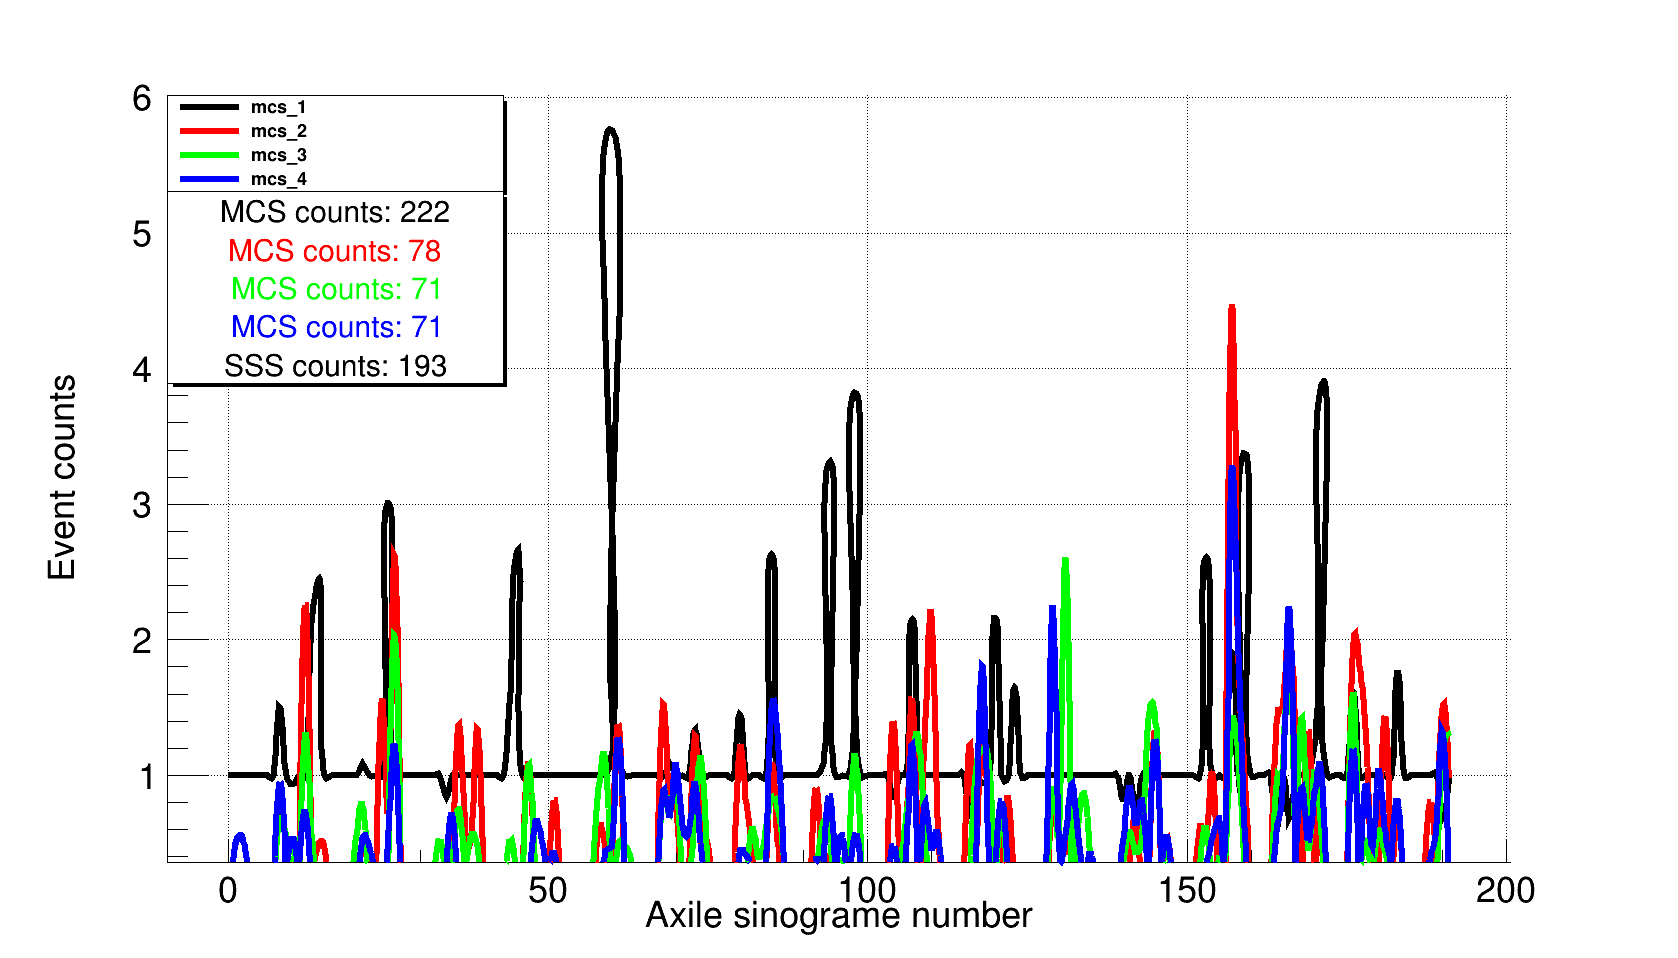 6
mcs_1
mcs_2
mcs_3
mcs_4
MCS counts: 222
5
MCS counts: 78
MCS counts: 71
MCS counts: 71
SSS counts: 193
4
Event counts
3
2
1
0 50 100 150 200
Axile sinograme number